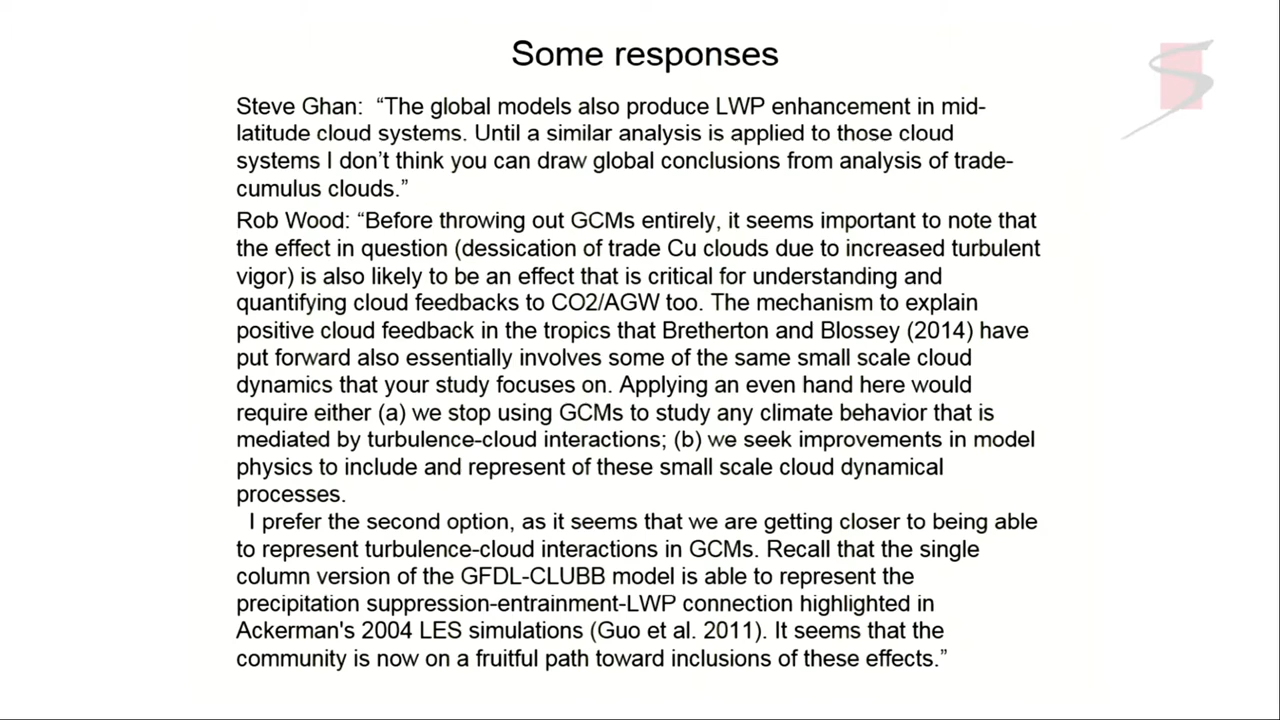 Some responses
Steve Ghan:  “The global models also produce LWP enhancement in mid-
latitude cloud systems. Until a similar analysis is applied to those cloud
systems I don’t think you can draw global conclusions from analysis of trade-
cumulus clouds.”
Rob Wood: “Before throwing out GCMs entirely, it seems important to note that
the effect in question (dessication of trade Cu clouds due to increased turbulent
vigor) is also likely to be an effect that is critical for understanding and
quantifying cloud feedbacks to CO2/AGW too. The mechanism to explain
positive cloud feedback in the tropics that Bretherton and Blossey (2014) have
put forward also essentially involves some of the same small scale cloud
dynamics that your study focuses on. Applying an even hand here would
require either (a) we stop using GCMs to study any climate behavior that is
mediated by turbulence-cloud interactions; (b) we seek improvements in model
physics to include and represent of these small scale cloud dynamical
processes.
I prefer the second option, as it seems that we are getting closer to being able
to represent turbulence-cloud interactions in GCMs. Recall that the single
column version of the GFDL-CLUBB model is able to represent the
precipitation suppression-entrainment-LWP connection highlighted in
Ackerman's 2004 LES simulations (Guo et al. 2011). It seems that the
community is now on a fruitful path toward inclusions of these effects.”